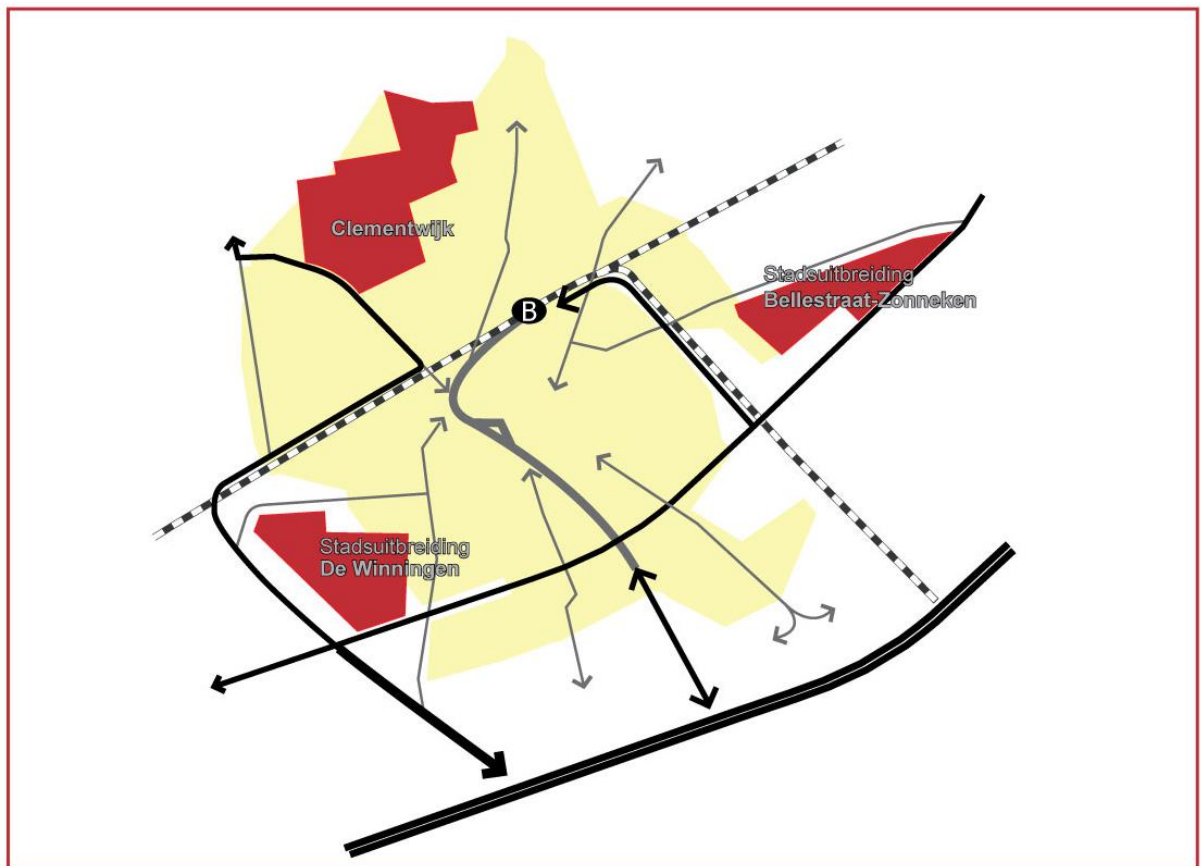 Clementwijk
Stadsuitbreiding
Bellestraat-Zonneken
B
Stadsuitbreiding
De Winningen